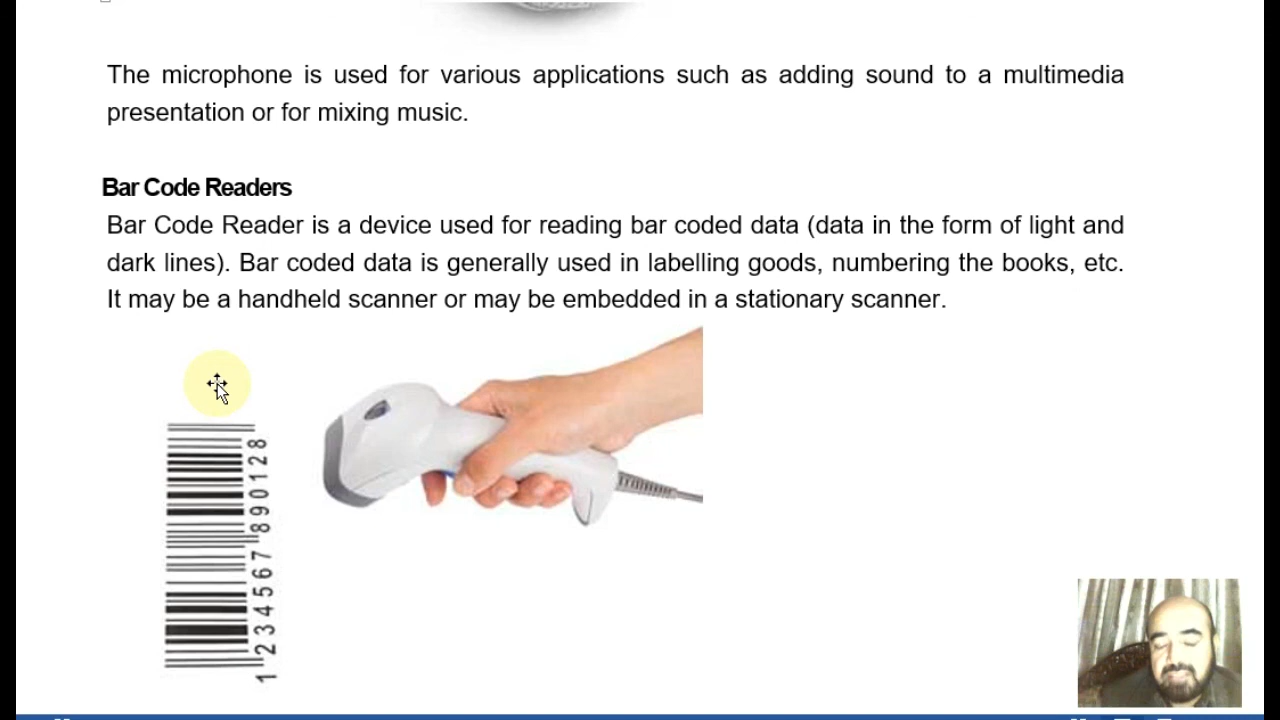 The microphone is used for various applications such as adding sound to a multimedia
presentation or for mixing music.
Bar Code Readers
Bar Code Reader is a device used for reading bar coded data (data in the form of light and
dark lines). Bar coded data is generally used in labelling goods, numbering the books, etc.
It may be a handheld scanner or may be embedded in a stationary scanner.
1 234567 890128